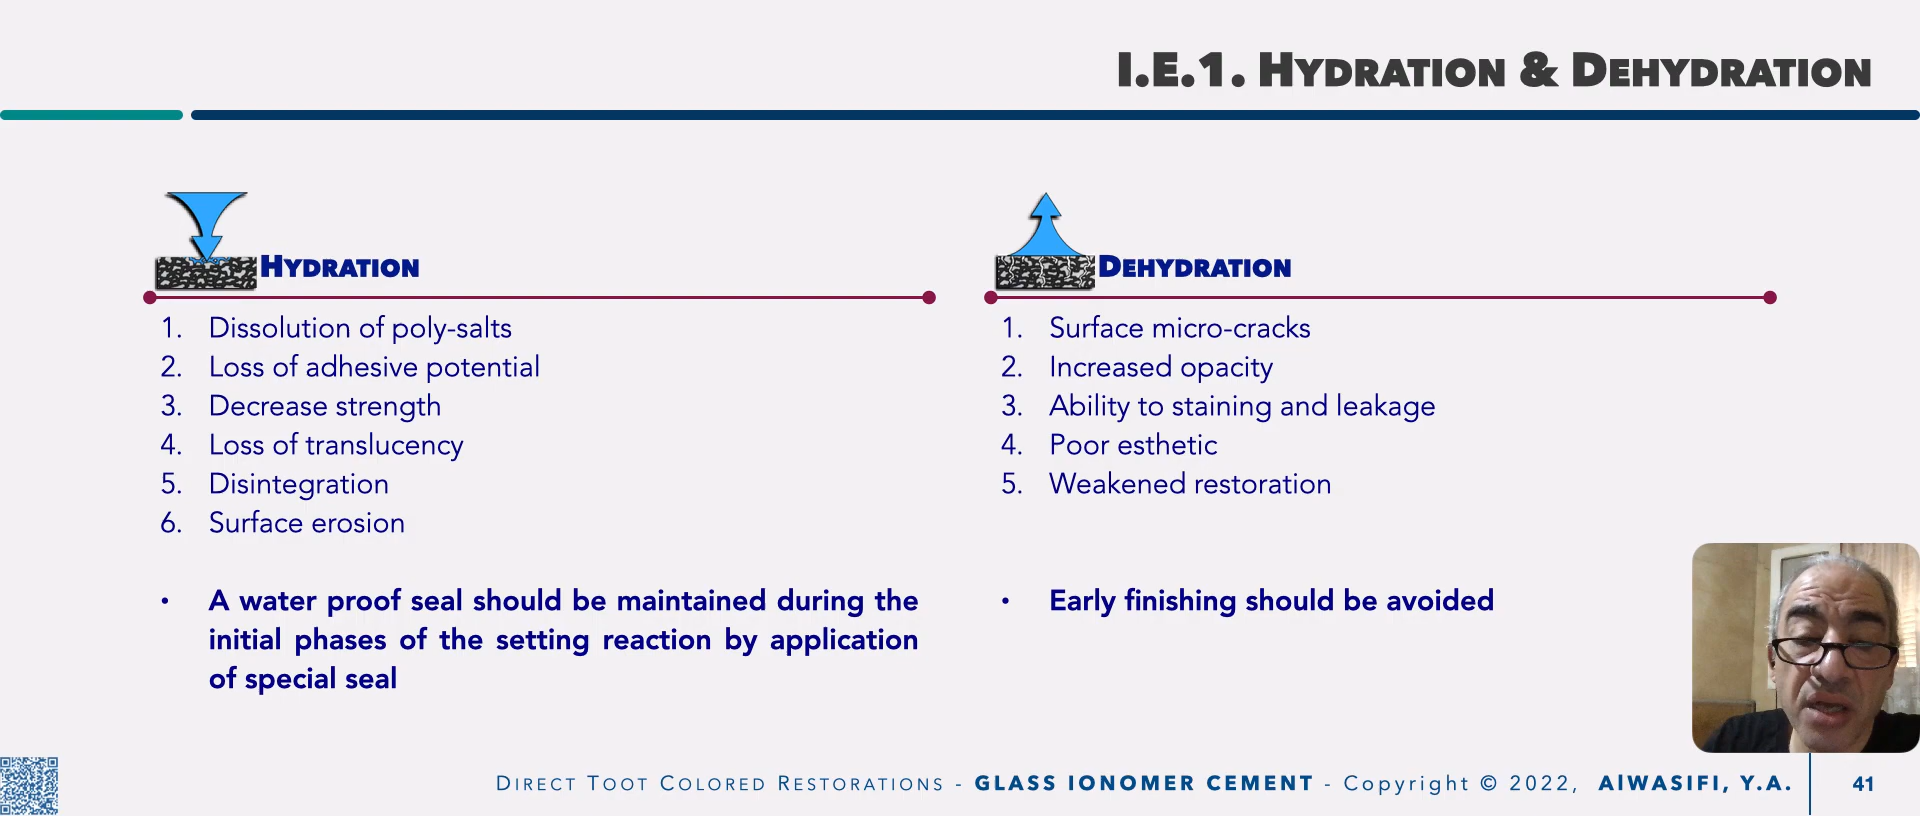 I.E.1. HYDRATION & DEHYDRATION
HYDRATION
1. Dissolution of poly-salts
2. Loss of adhesive potential
3. Decrease strength
4. Loss of translucency
5. Disintegration
6. Surface erosion
• A water proof seal should be maintained during the
initial phases of the setting reaction by application
of special seal
DEHYDRATION
1. Surface micro-cracks
2. Increased opacity
3. Ability to staining and leakage
4. Poor esthetic
5. Weakened restoration
• Early finishing should be avoided
DIRECT TOOT COLORED RESTORATIONS - GLASS IONOMER CEMENT - Copyright © 2022, AlWASIFI, Y.A.
41